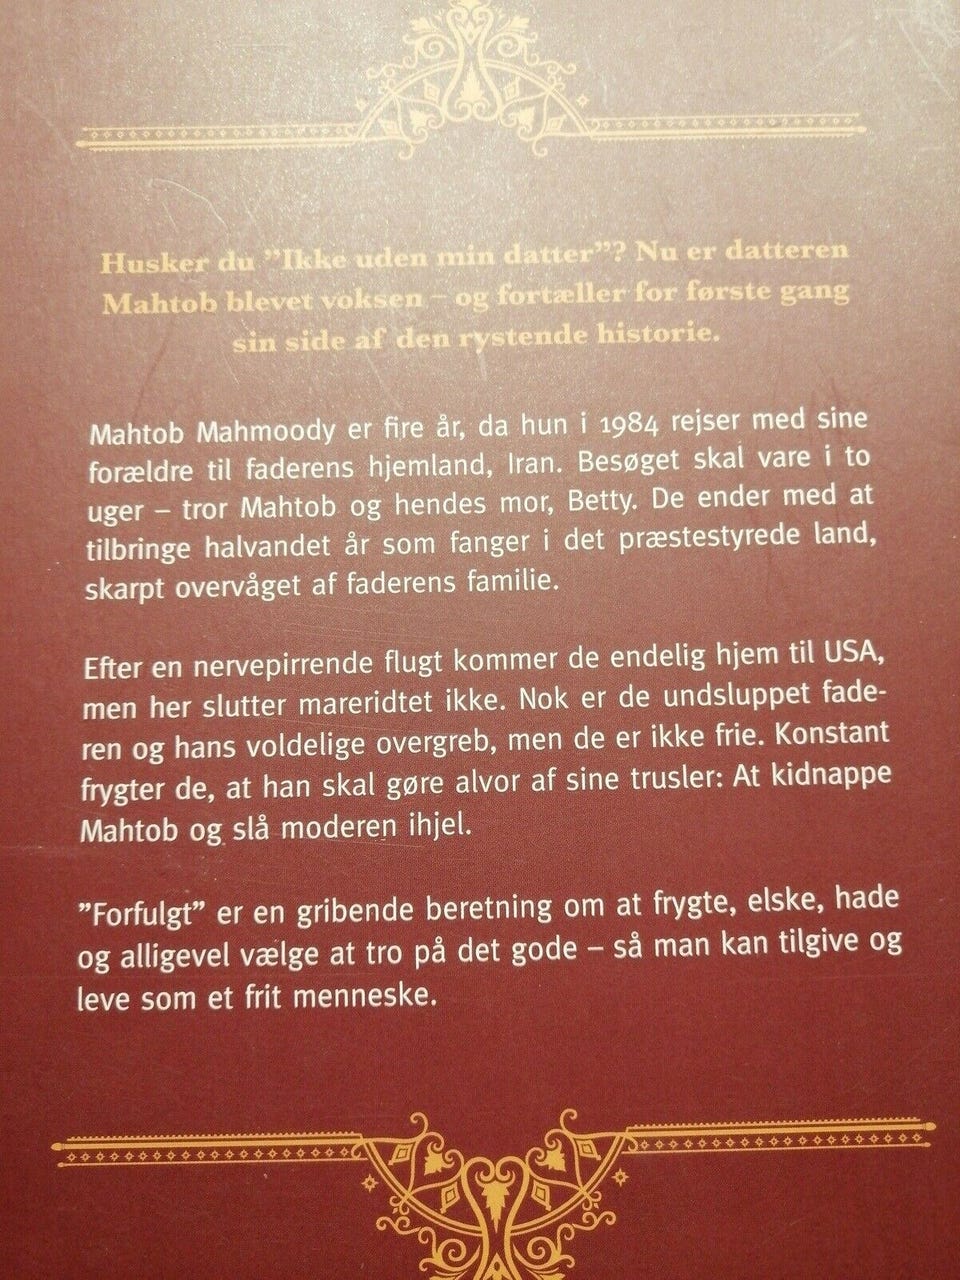 Husker du ”Ikke uden min datter”? Nu er datteren
Mahtob blevet voksen – og fortæller for første gang
sin side af den rystende historie.
Mahtob Mahmoody er fire år, da hun i 1984 rejser med sine
forældre til faderens hjemland, Iran. Besøget skal vare i to
uger – tror Mahtob og hendes mor, Betty. De ender med at
tilbringe halvandet år som fanger i det præstestyrede land,
skarpt overvåget af faderens familie.
Efter en nervepirrende flugt kommer de endelig hjem til USA,
men her slutter mareridtet ikke. Nok er de undsluppet fade-
ren og hans voldelige overgreb, men de er ikke frie. Konstant
frygter de, at han skal gøre alvor af sine trusler: At kidnappe
Mahtob og slå moderen ihjel.
”Forfulgt” er en gribende beretning om at frygte, elske, hade
og alligevel vælge at tro på det gode – så man kan tilgive og
leve som et frit menneske.